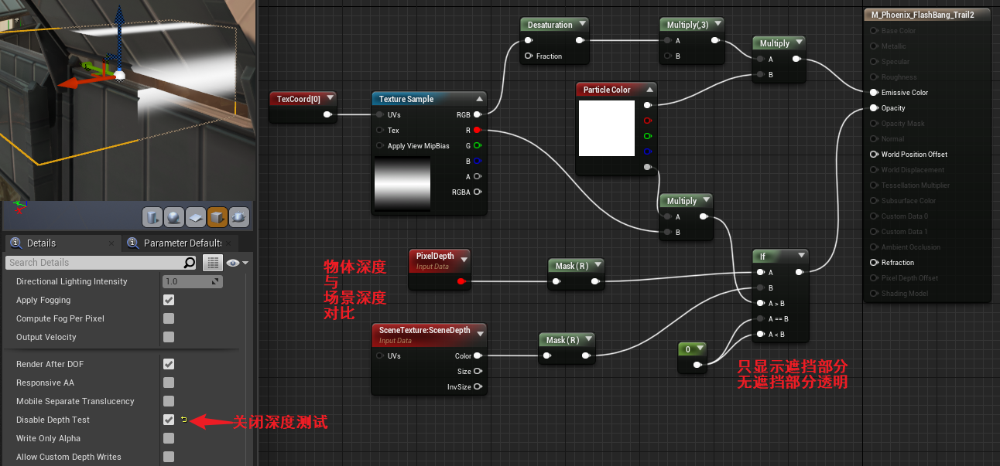 Details
Parameter Defaults
Search Details
Directional Lighting Intensity
1.0
Apply Fogging
Compute Fog Per Pixel
Output Velocity
Render After DOF
Responsive AA
Mobile Separate Translucency
Disable Depth Test
关闭深度测试
Write Only Alpha
Allow Custom Depth Writes
TexCoord[0]
Texture Sample
UVs
RGB
Tex
R
Apply View MipBias
G
B
A
RGBA
Desaturation
Fraction
Multiply(,3)
A
B
Multiply
A
B
Particle Color
Multiply
A
B
物体深度
与
场景深度
对比
PixelDepth
Input Data
Mask ( R )
SceneTexture:SceneDepth
Input Data
UVs
Color
Size
InvSize
Mask ( R )
0
If
A
B
A > B
A == B
A < B
只显示遮挡部分
无遮挡部分透明
M_Phoenix_FlashBang_Trail2
Base Color
Metallic
Specular
Roughness
Emissive Color
Opacity
Opacity Mask
Normal
World Position Offset
World Displacement
Tessellation Multiplier
Subsurface Color
Custom Data 0
Custom Data 1
Ambient Occlusion
Refraction
Pixel Depth Offset
Shading Model